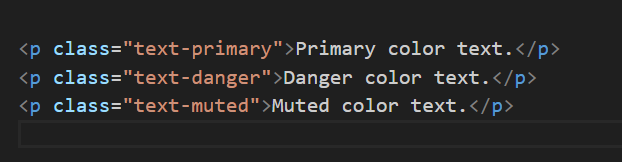 <p class="text-primary">Primary color text.</p>
<p class="text-danger">Danger color text.</p>
<p class="text-muted">Muted color text.</p>